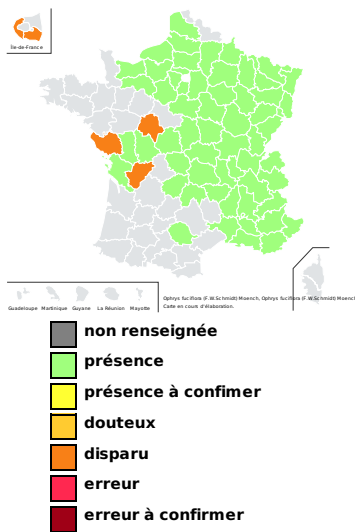 Île-de-France
Guadeloupe Martinique Guyane La Réunion Mayotte
Ophrys fuciflora (F.W.Schmidt) Moench, Ophrys fuciflora (F.W.Schmidt) Moench
Carte en cours d'élaboration.
non renseignée
présence
présence à confimer
douteux
disparu
erreur
erreur à confirmer